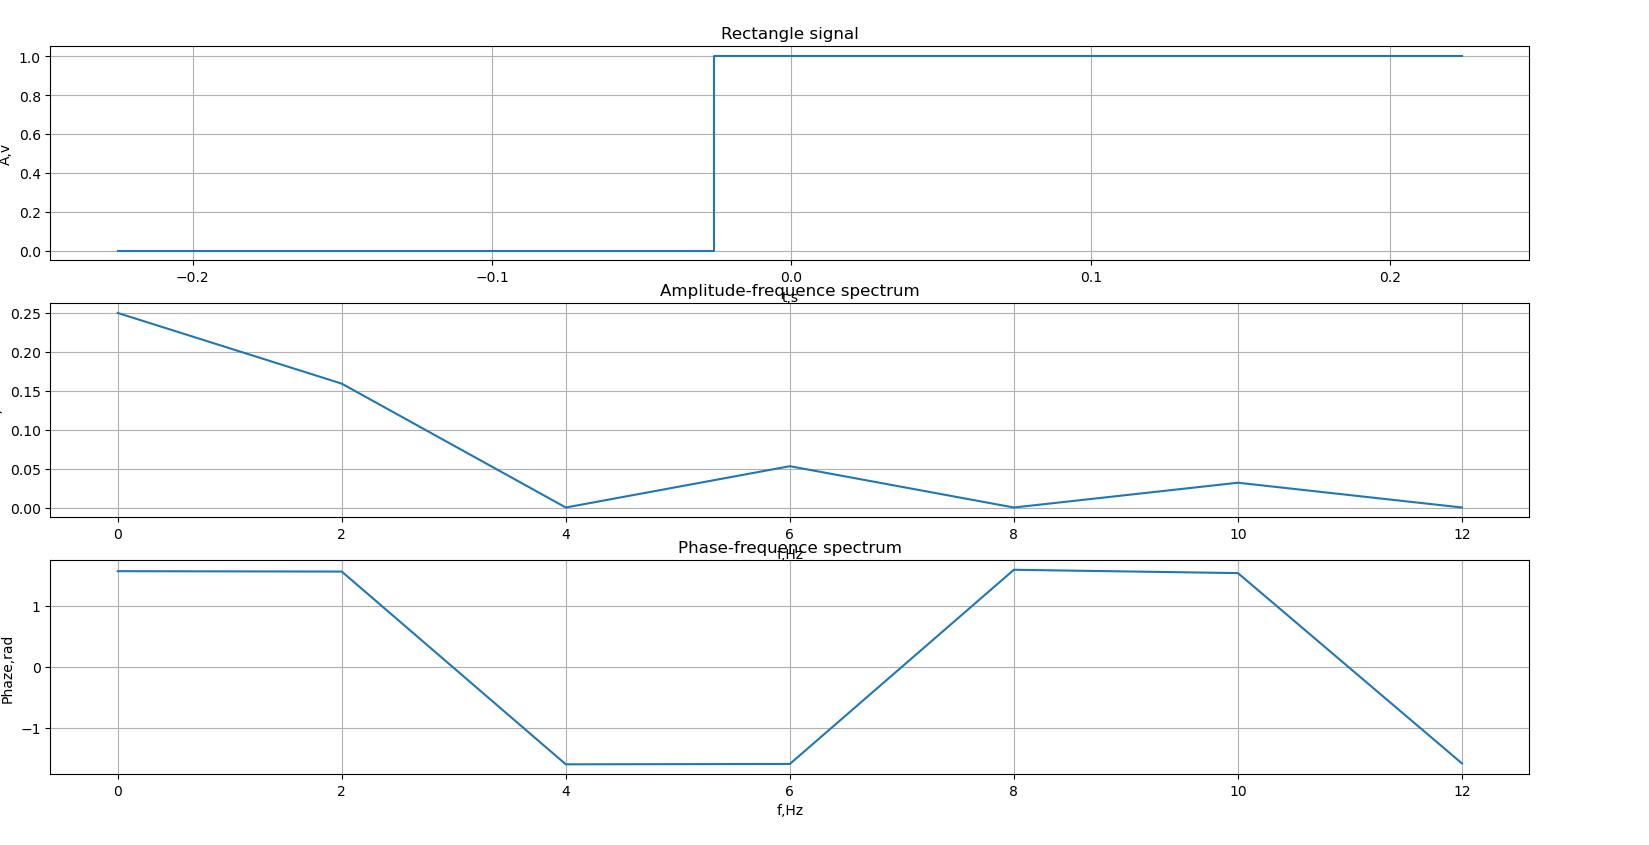 Rectangle signal
1.0
0.8
0.6
0.4
0.2
0.0
A,v
−0.2 −0.1 0.0 0.1 0.2
t,s
Amplitude-frequence spectrum
0.25
0.20
0.15
0.10
0.05
0.00
0 2 4 6 8 10 12
f,Hz
Phase-frequence spectrum
1
0
−1
Phaze,rad
0 2 4 6 8 10 12
f,Hz